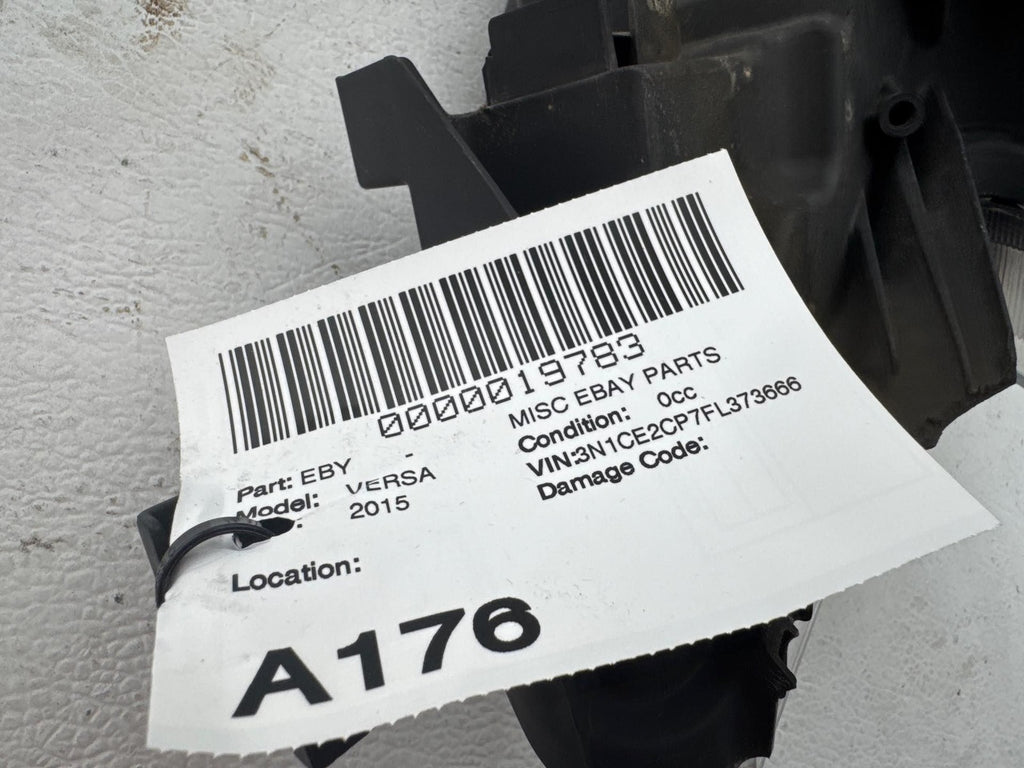 0000019783
Part: EBY - MISC EBAY PARTS
Model: VERSA Condition: 0cc
2015 VIN:3N1CE2CP7FL373666
Damage Code:
Location:
A176